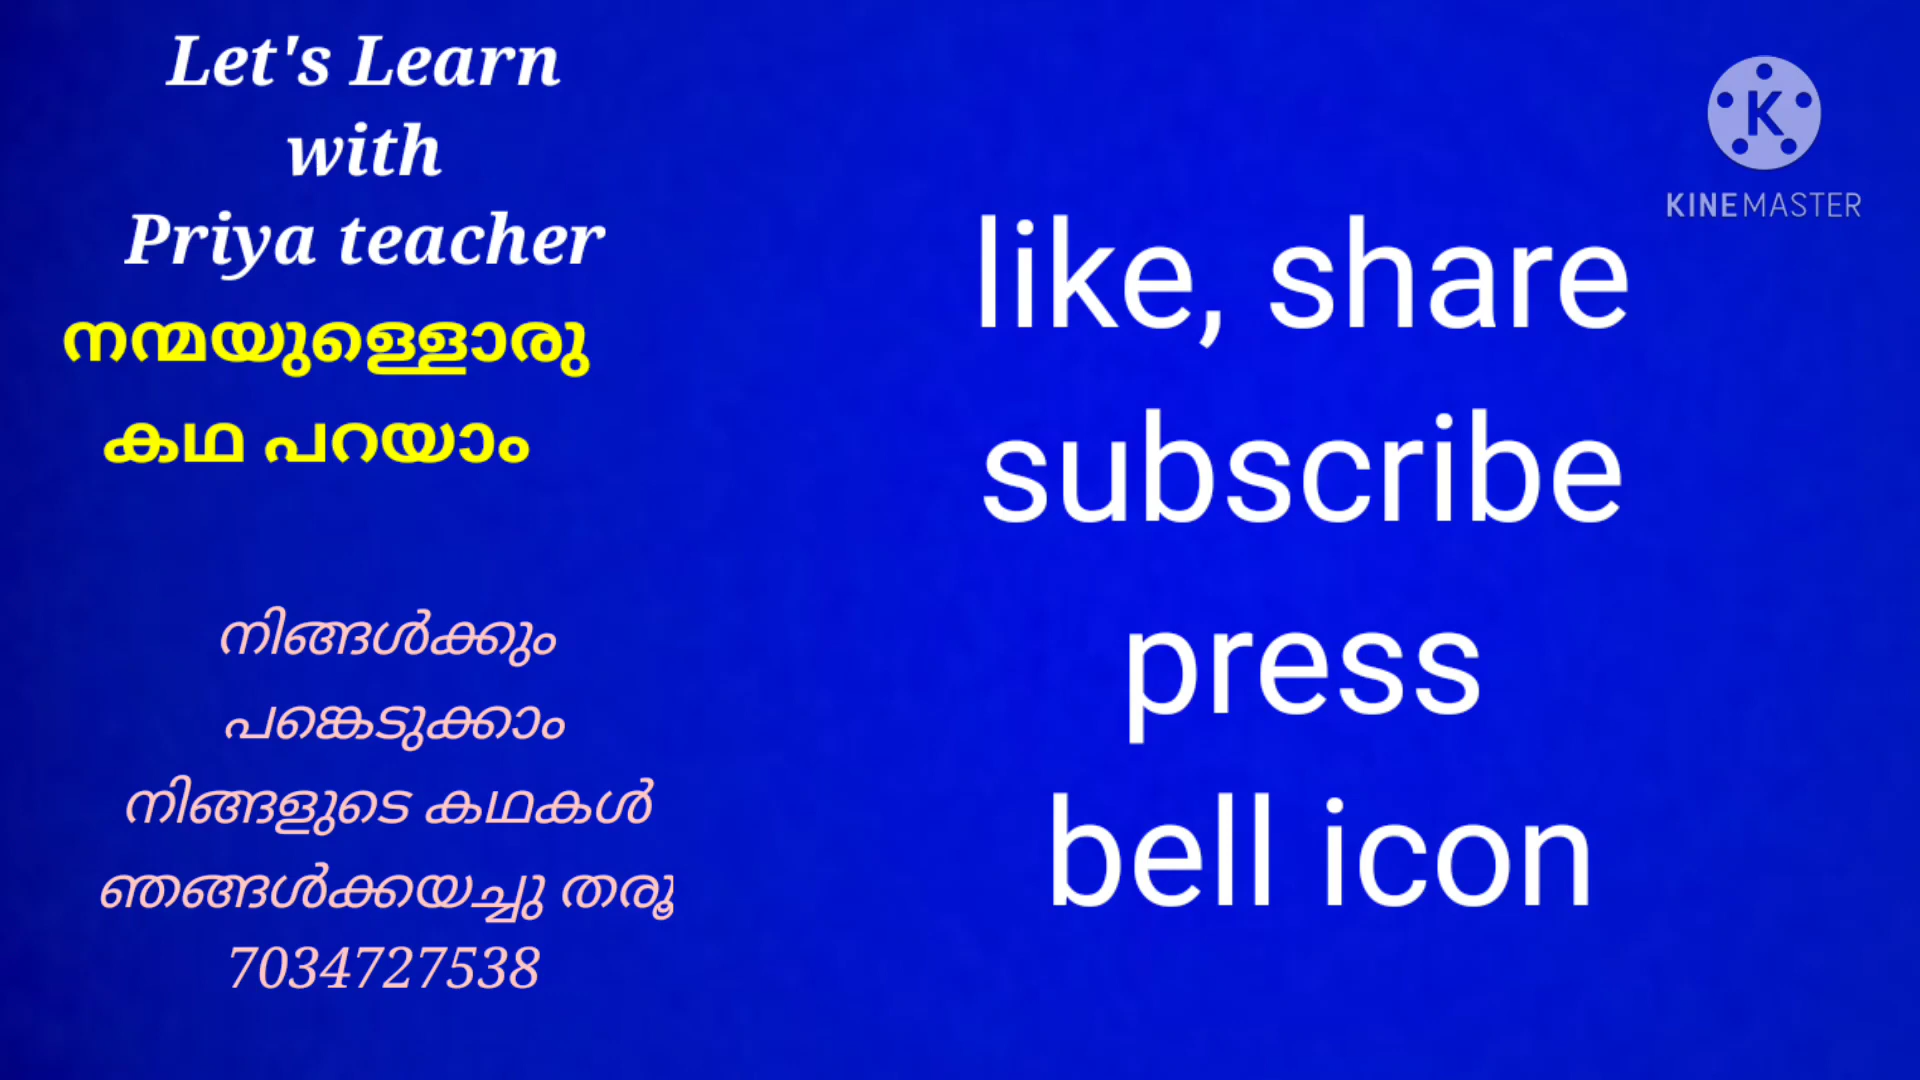 Let's Learn
with
Priya teacher
നന്മയുള്ളൊരു
കഥ പറയാം
നിങ്ങൾക്കും
പങ്കെടുക്കാം
നിങ്ങളുടെ കഥകൾ
ഞങ്ങൾക്കയച്ചു തരൂ
7034727538
like, share
subscribe
press
bell icon
K
KINEMASTER